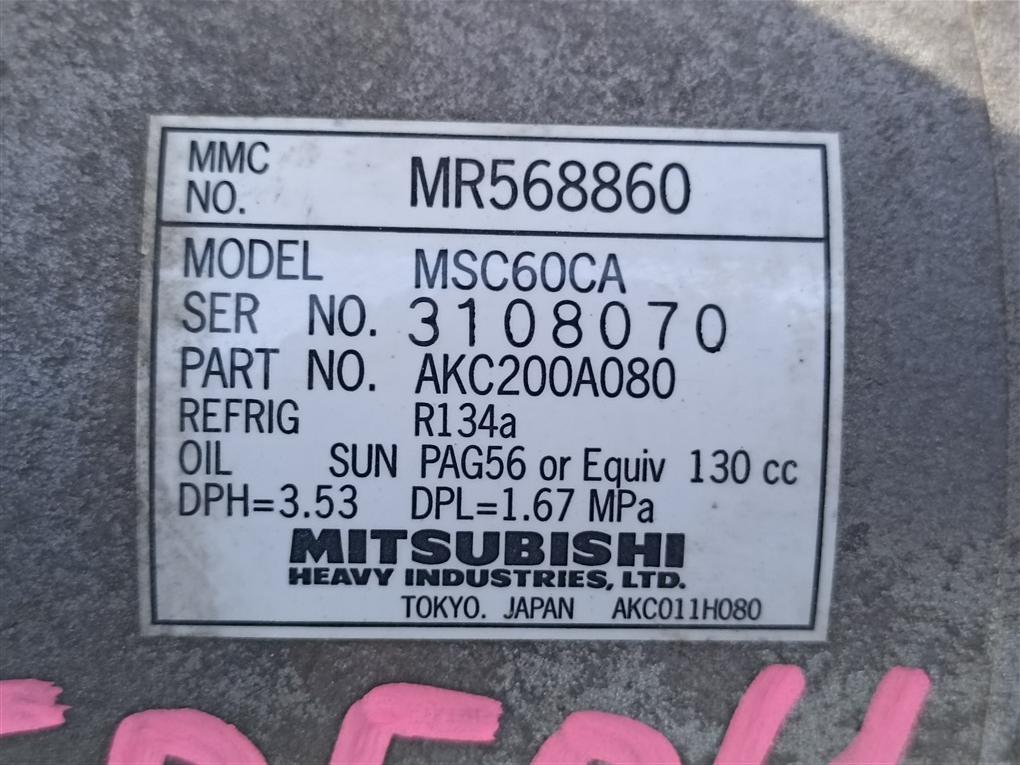 MMC
NO. MR568860
MODEL MSC60CA
SER NO. 3108070
PART NO. AKC200A080
REFRIG R134a
OIL SUN PAG56 or Equiv 130 cc
DPH=3.53 DPL=1.67 MPa
MITSUBISHI
HEAVY INDUSTRIES, LTD.
TOKYO. JAPAN AKC011H080